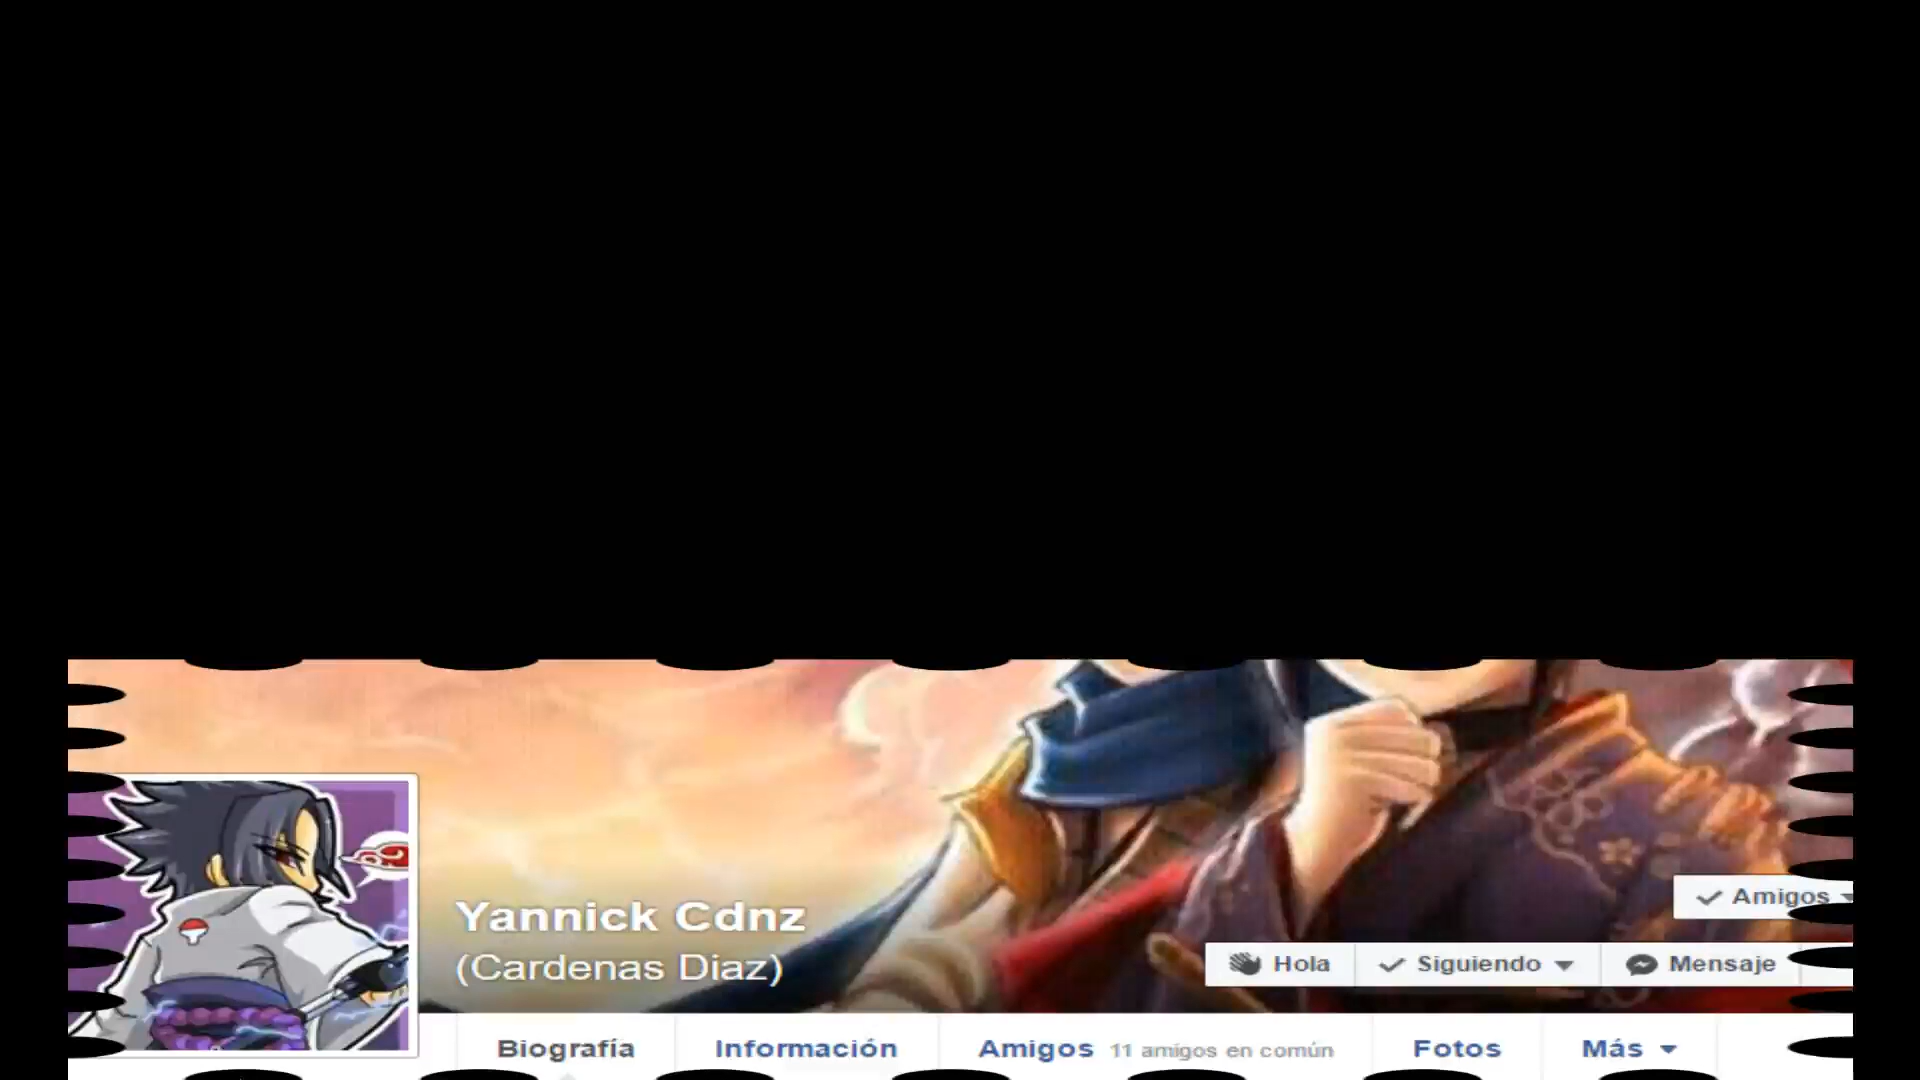 Yannick Cdnz
(Cardenas Diaz)
Amigos
Hola Siguiendo Mensaje
Biografía Información Amigos 11 amigos en común Fotos Más